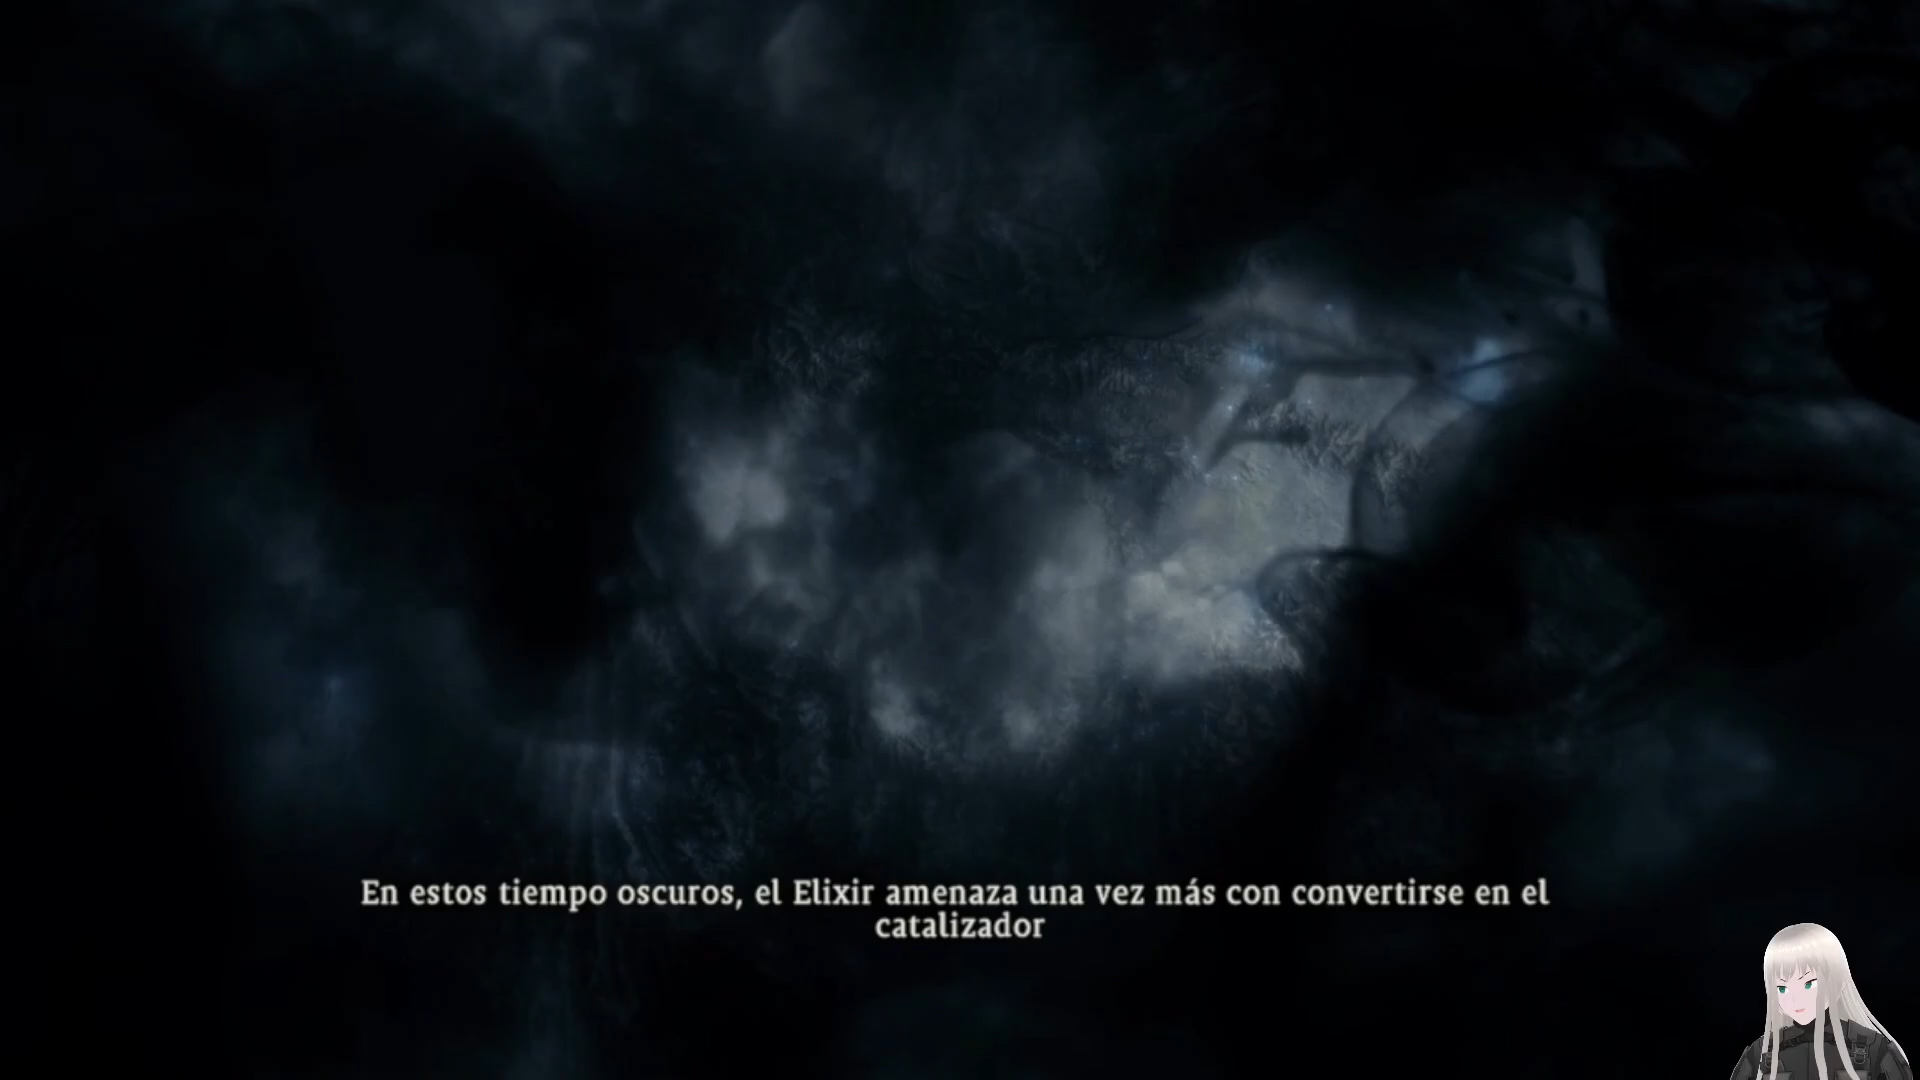 En estos tiempo oscuros, el Elixir amenaza una vez más con convertirse en el
catalizador